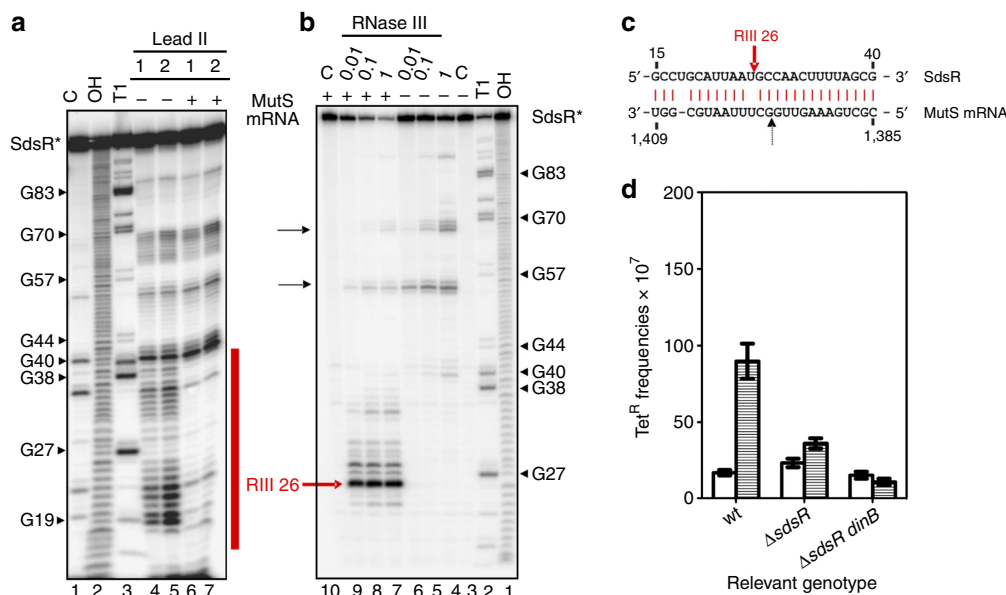 a
Lead II
1 2 1 2
C OH T1 – – + +
MutS mRNA
SdsR*
G83
G70
G57
G44
G40
G38
G27
G19
1 2 3 4 5 6 7
b
RNase III
C 0,01 0,1 1 0,01 0,1 1 C T1 OH
+ + + + – – – –
SdsR*
G83
G70
G57
G44
G40
G38
G27
RIII 26
10 9 8 7 6 5 4 3 2 1
c
RIII 26
15 40
5′-GCCUGCAUUAAUGCCAACUUUUAGCG- 3′ SdsR
3′-UGG-CGUAAUUUCGGUUGAAAGUCGC- 5′ MutS mRNA
1,409 1,385
d
200
150
100
50
0
Tet^R frequencies × 10^7
wt
ΔsdsR
ΔsdsR dinB
Relevant genotype